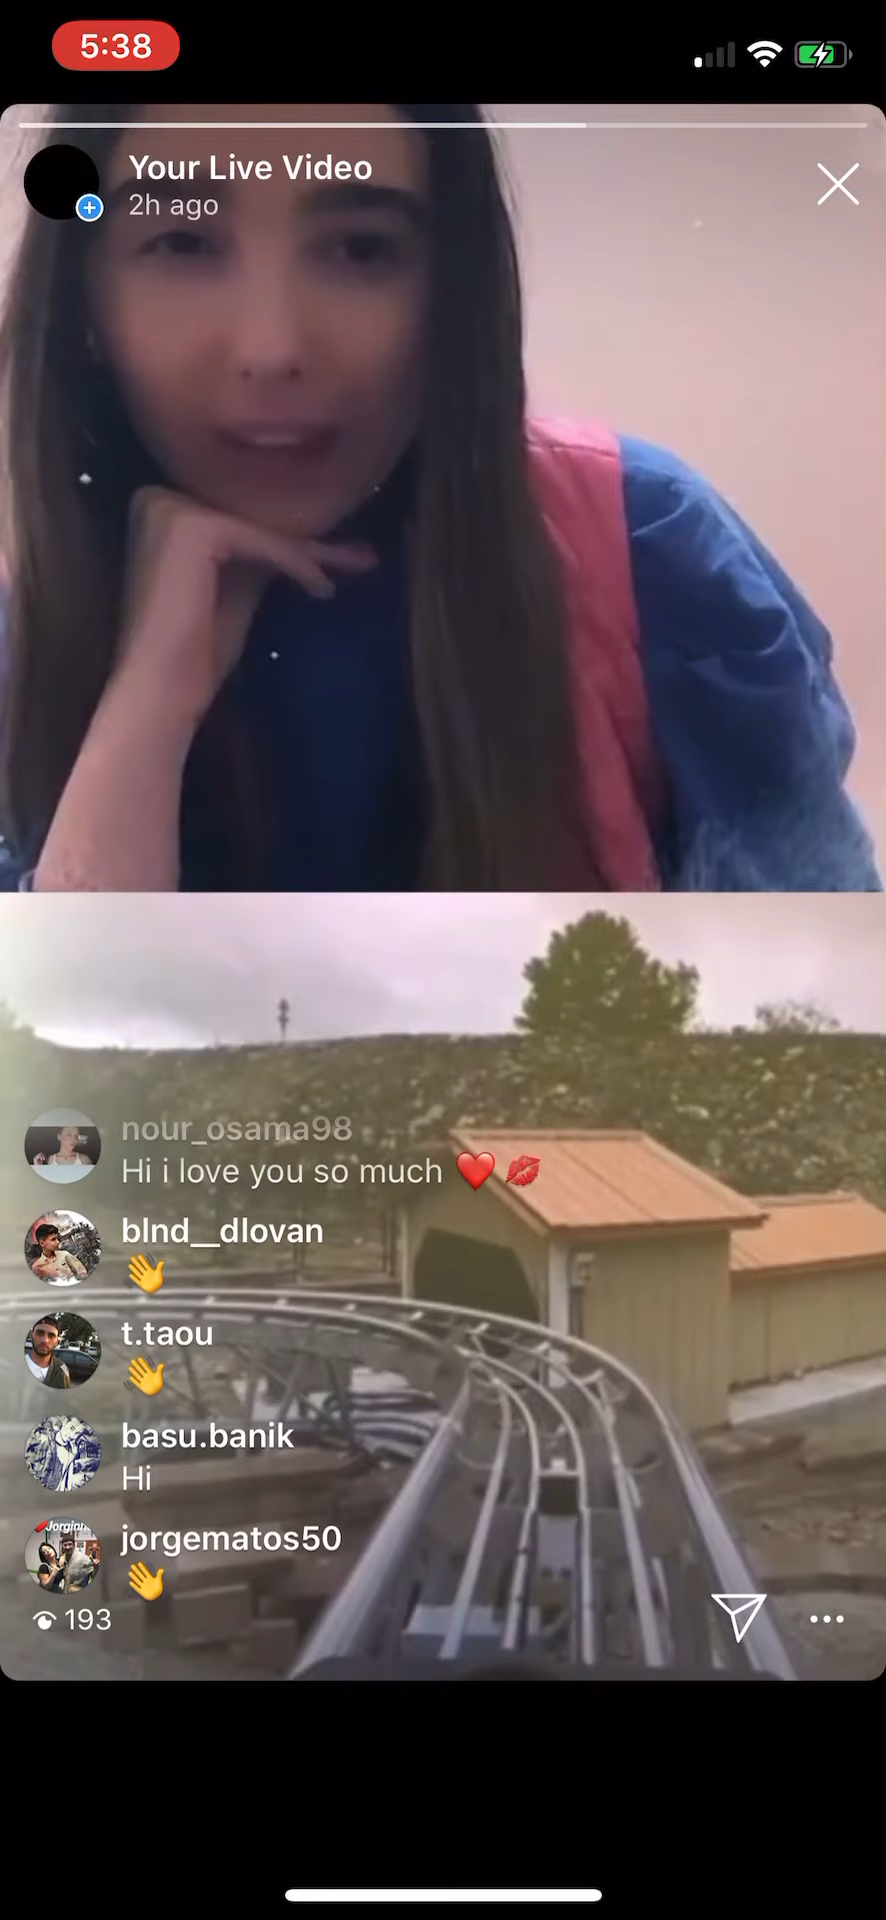 5:38
Your Live Video
2h ago
nour_osama98
Hi i love you so much ❤️ 💋
blnd__dlovan
👋
t.taou
👋
basu.banik
Hi
jorgematos50
👋
193